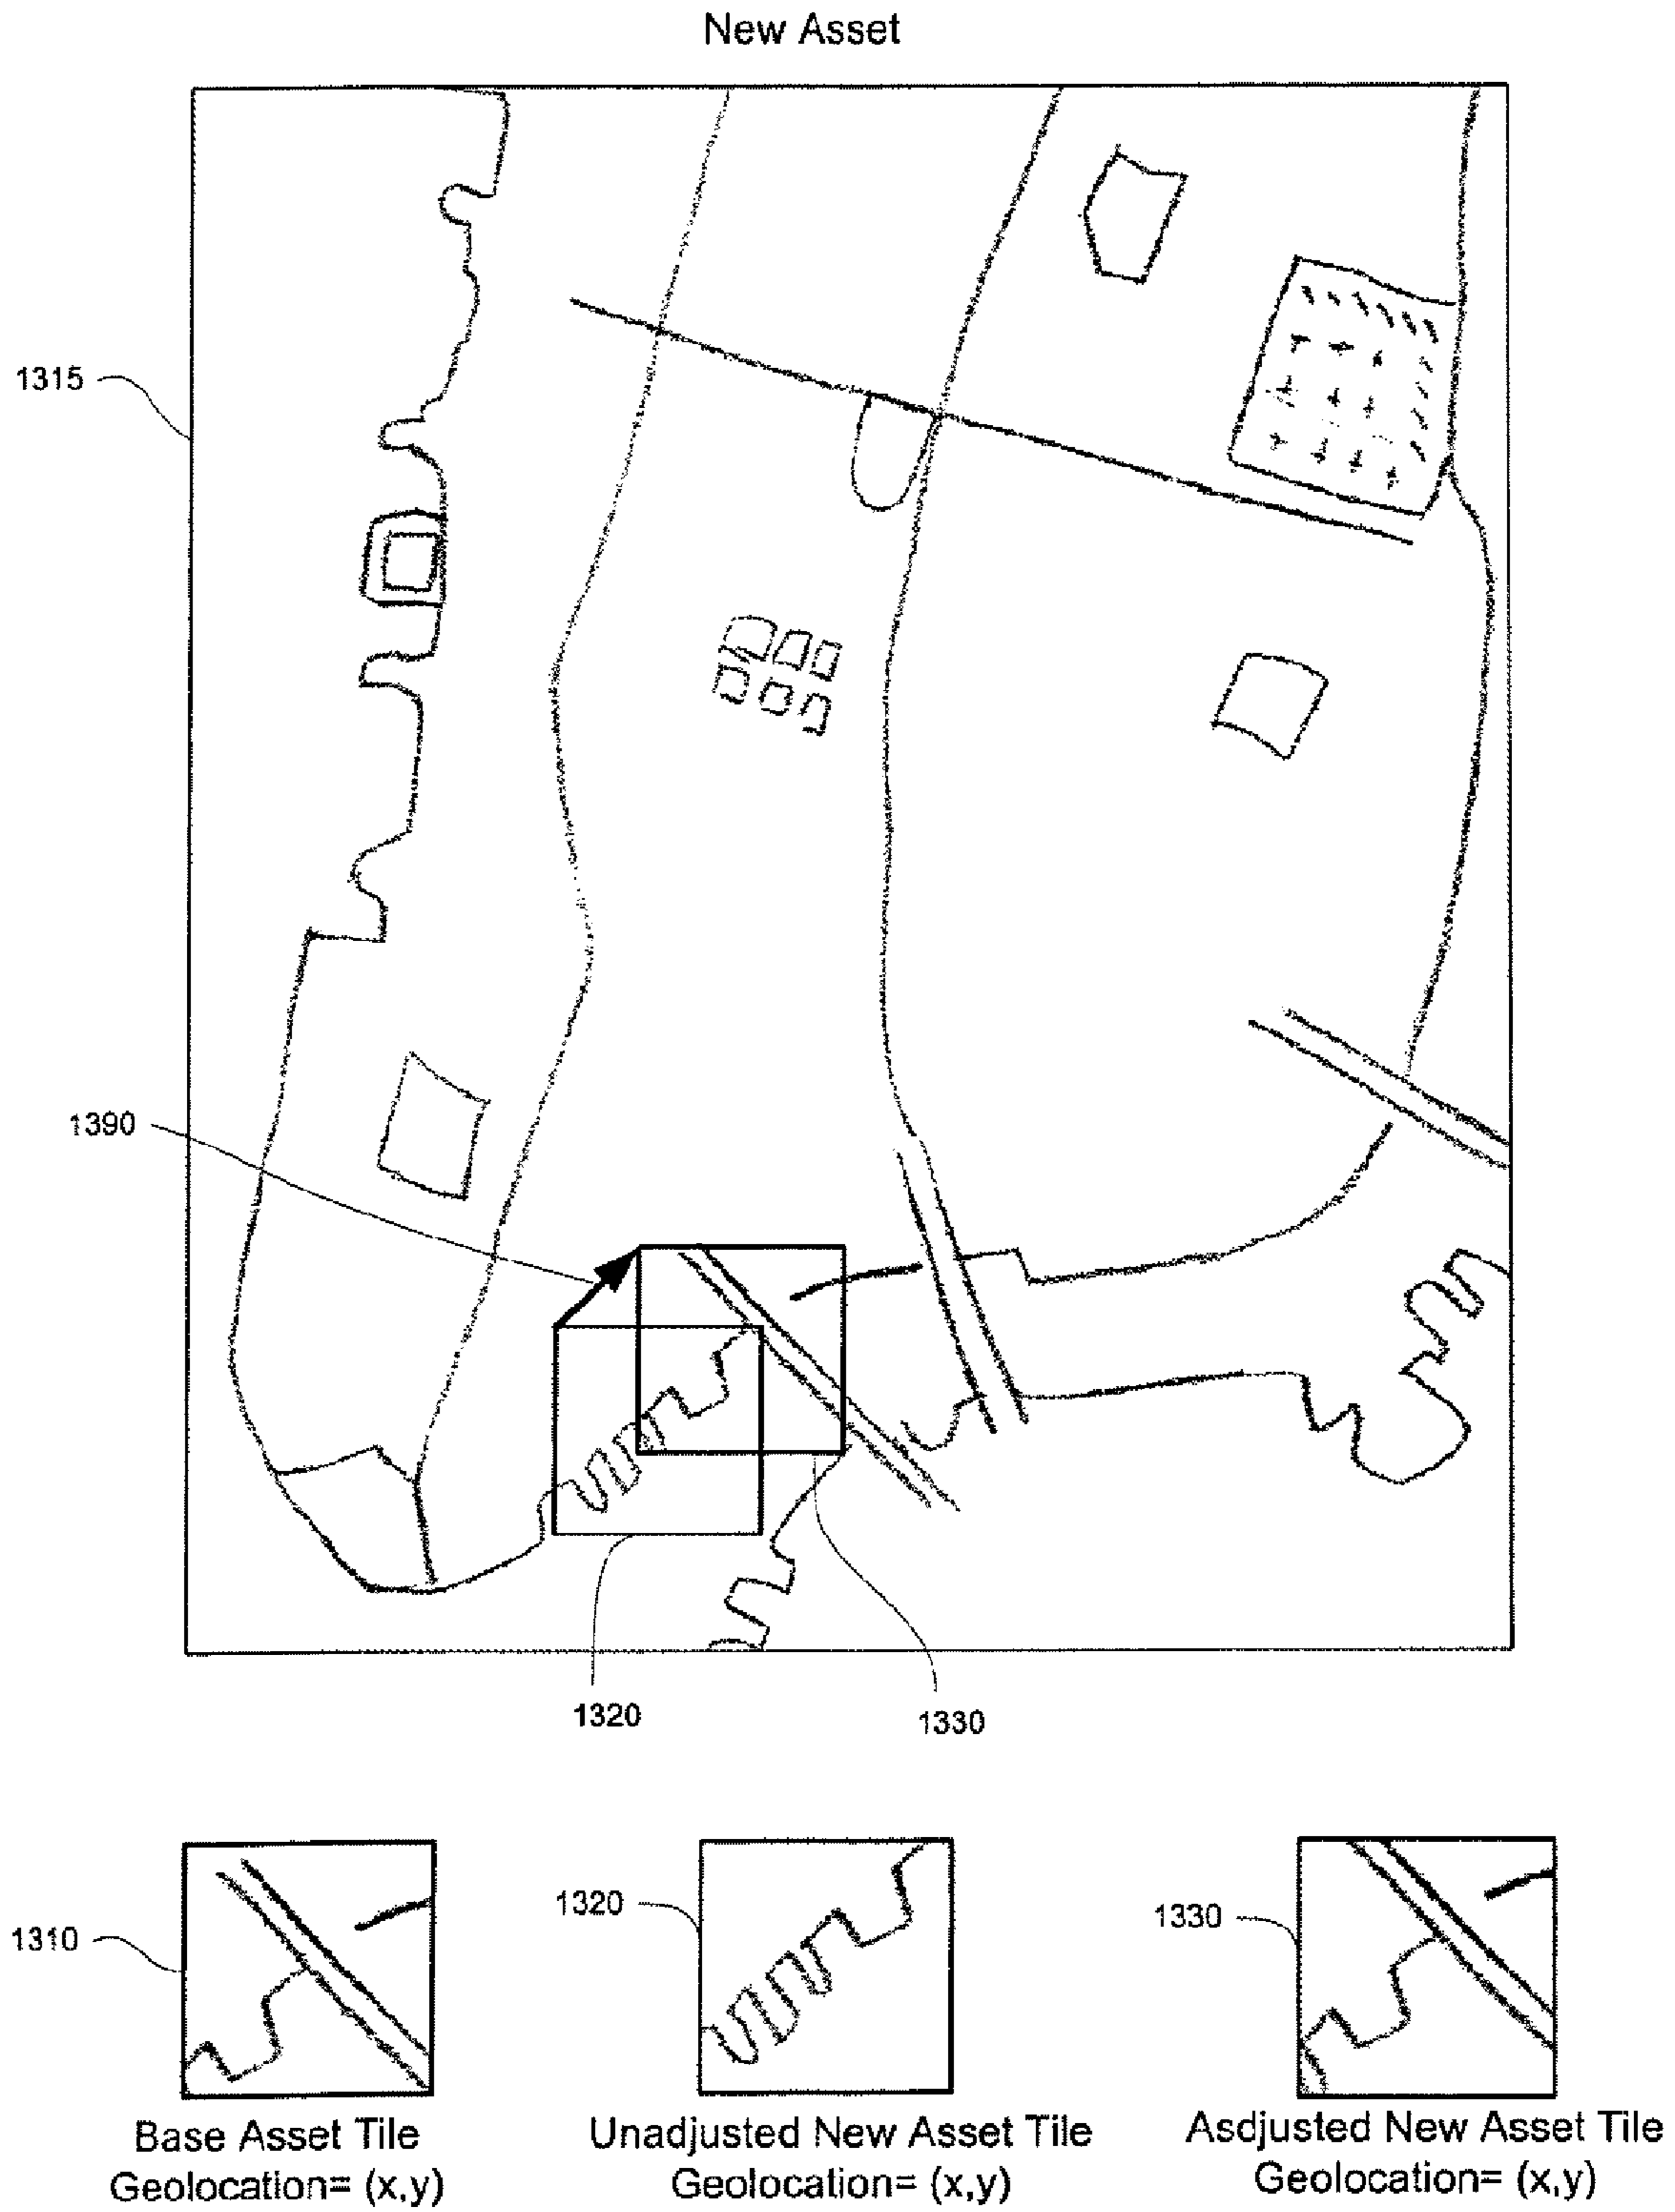 New Asset
1315
1390
1320
1330
1310
1320
1330
Base Asset Tile
Geolocation= (x,y)
Unadjusted New Asset Tile
Geolocation= (x,y)
Asdjusted New Asset Tile
Geolocation= (x,y)